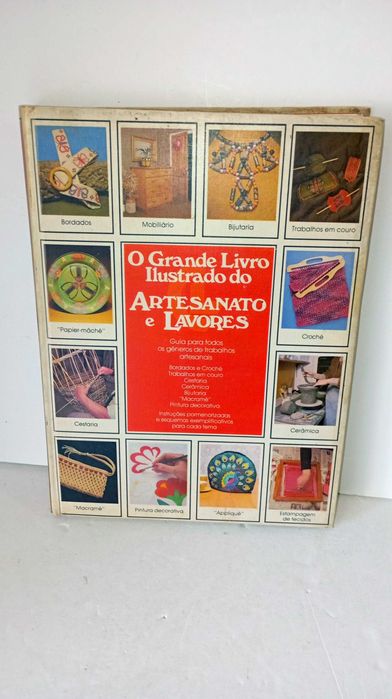 Bordados
Mobiliário
Bijutaria
Trabalhos em couro
O Grande Livro
Ilustrado do
ARTESANATO
e LAVORES
Guia para todos
os géneros de trabalhos
artesanais
Bordados e Croché
Trabalhos em couro
Cestaria
Cerâmica
Bijutaria
"Macramé"
Pintura decorativa
Instruções pormenorizadas
e esquemas exemplificativos
para cada tema
"Papier-mâché"
Croché
Cestaria
Cerâmica
"Macramé"
Pintura decorativa
"Appliqué"
Estampagem
de tecidos